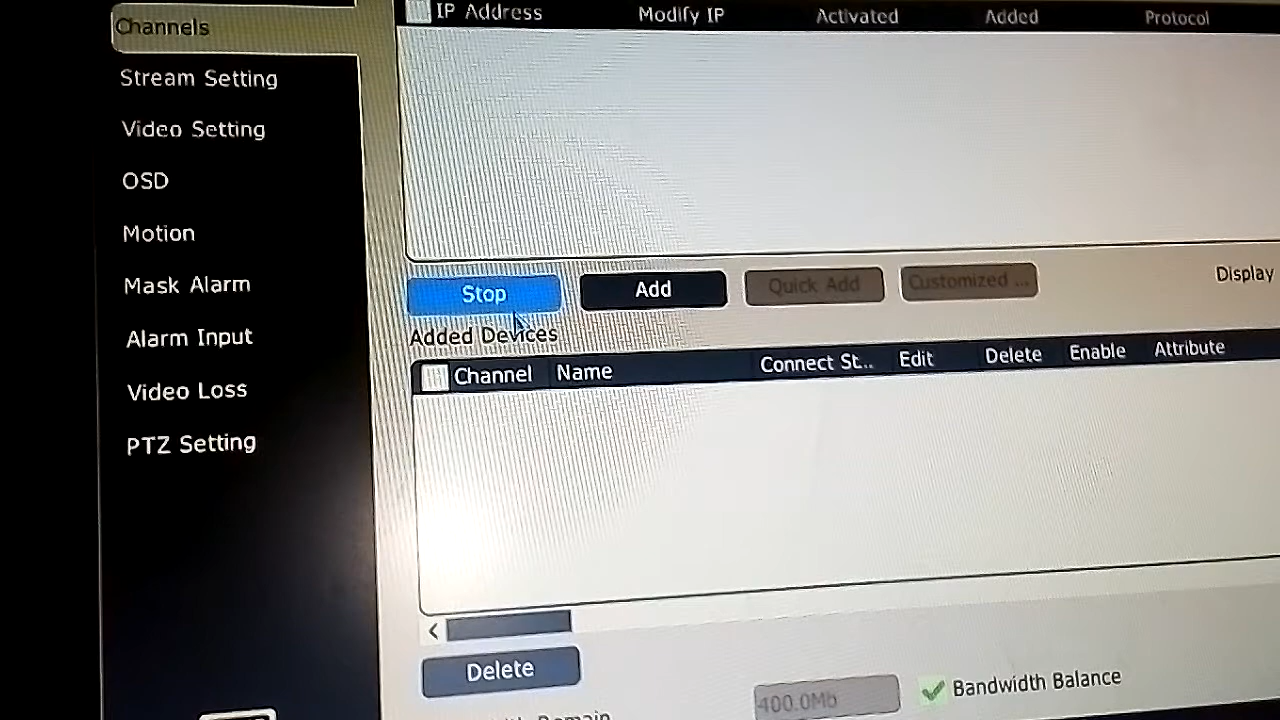 Channels
Stream Setting
Video Setting
OSD
Motion
Mask Alarm
Alarm Input
Video Loss
PTZ Setting
IP Address Modify IP Activated Added Protocol
Stop Add Quick Add Customized ... Display
Added Devices
Channel Name Connect St... Edit Delete Enable Attribute
Delete
400.0Mb Bandwidth Balance
Domain